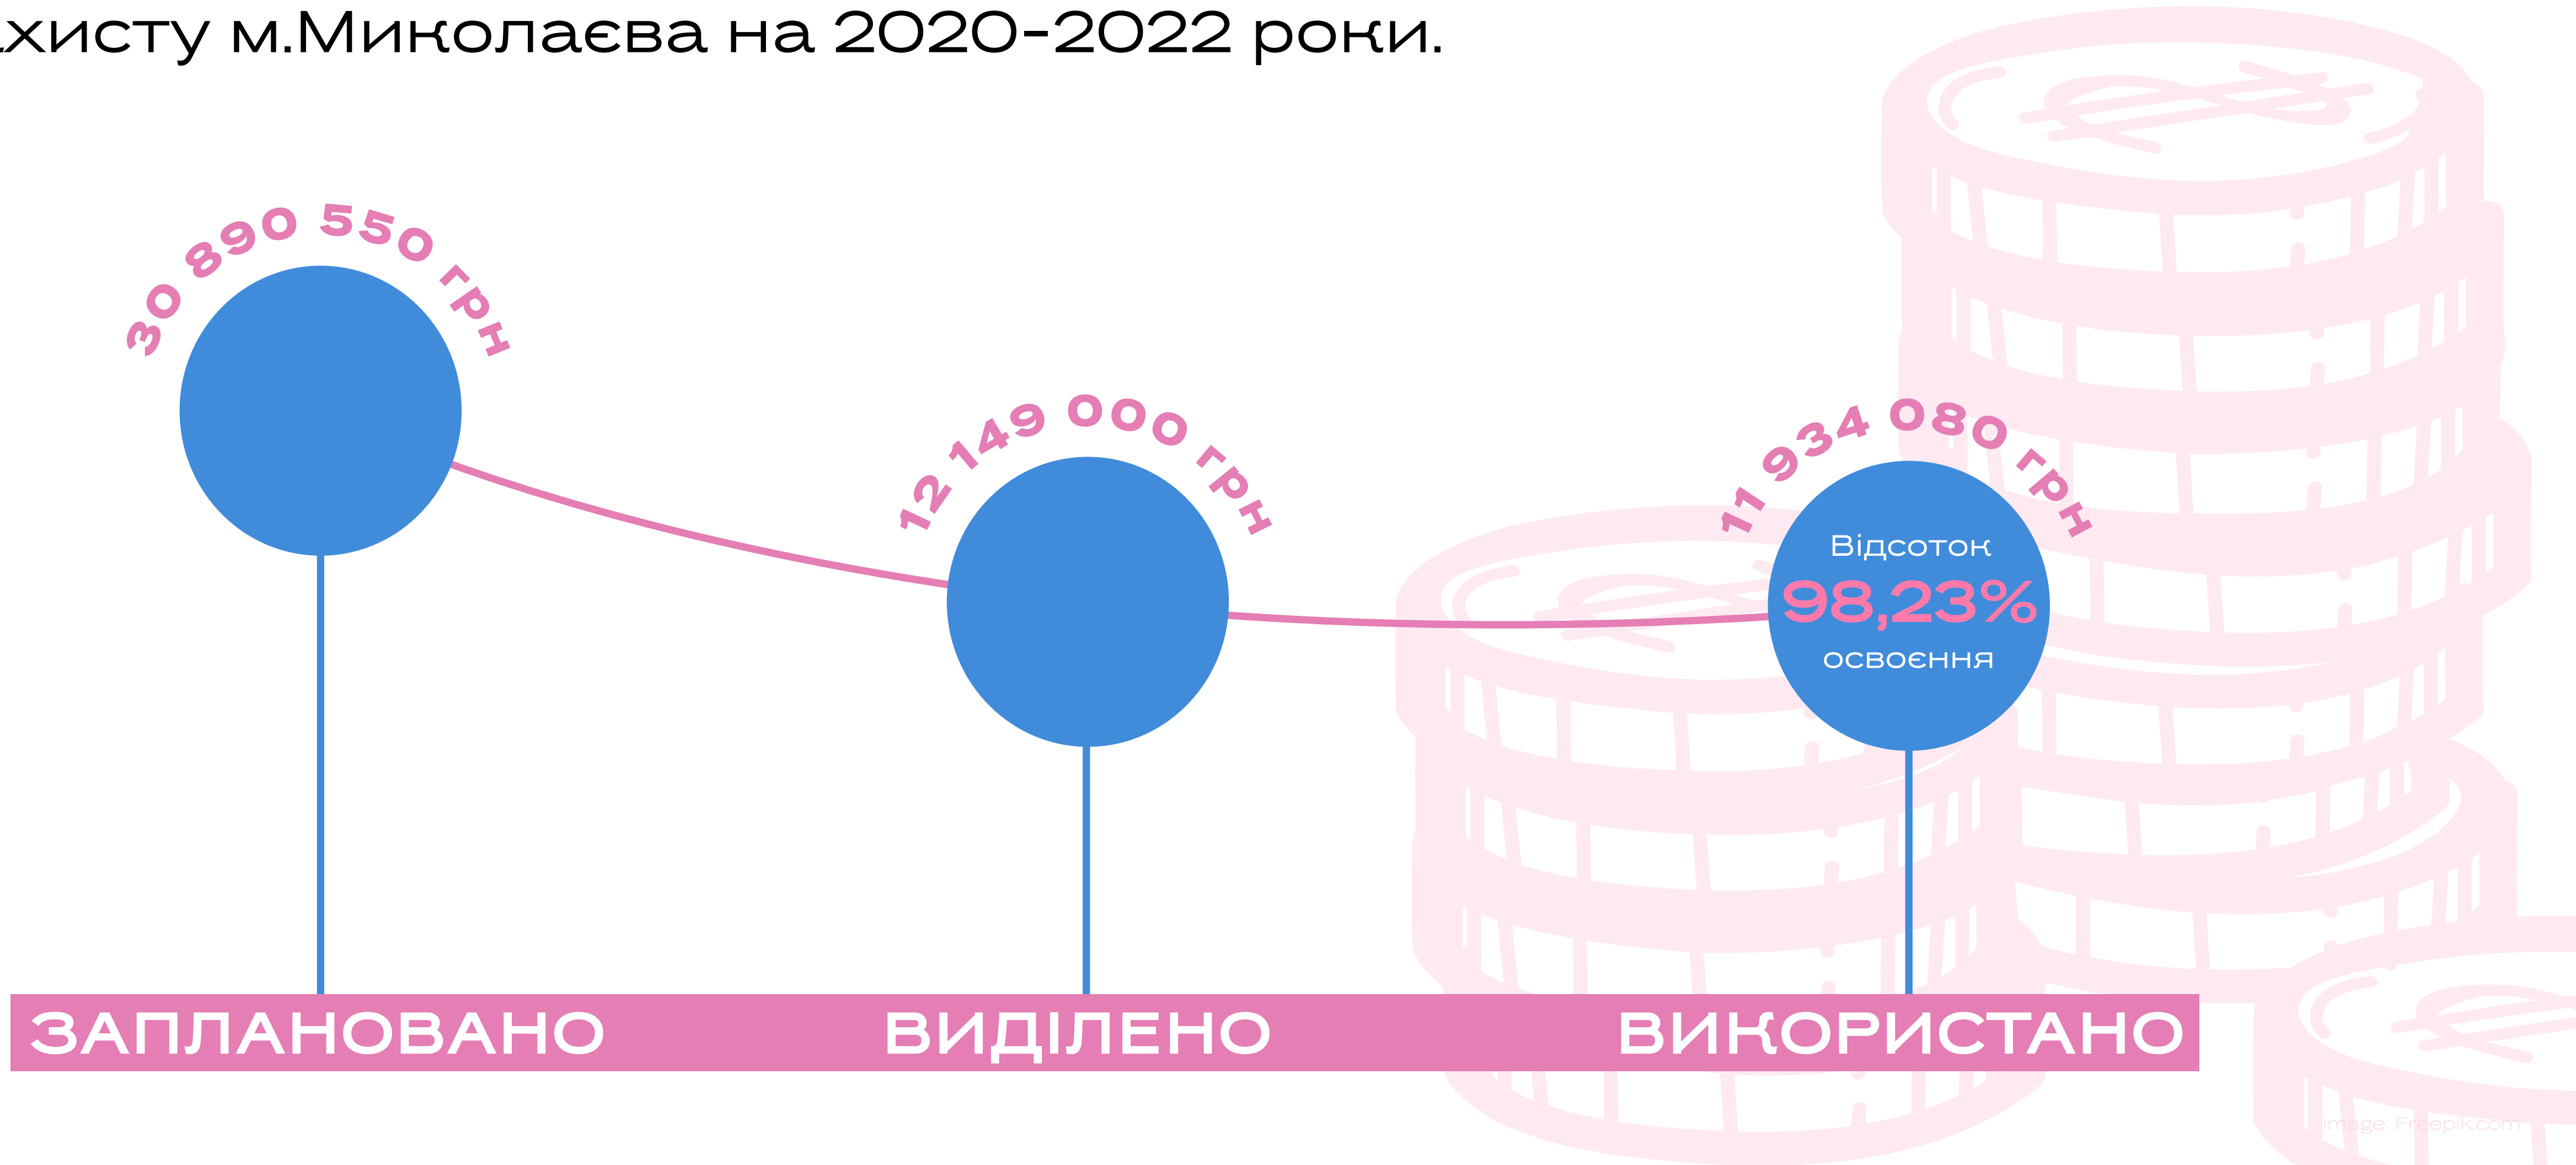 ахисту м.Миколаєва на 2020-2022 роки.
30 890 550 грн
12 149 000 грн
11 934 080 грн
Відсоток
98,23%
освоєння
ЗАПЛАНОВАНО
ВИДІЛЕНО
ВИКОРИСТАНО
image: Freepik.com